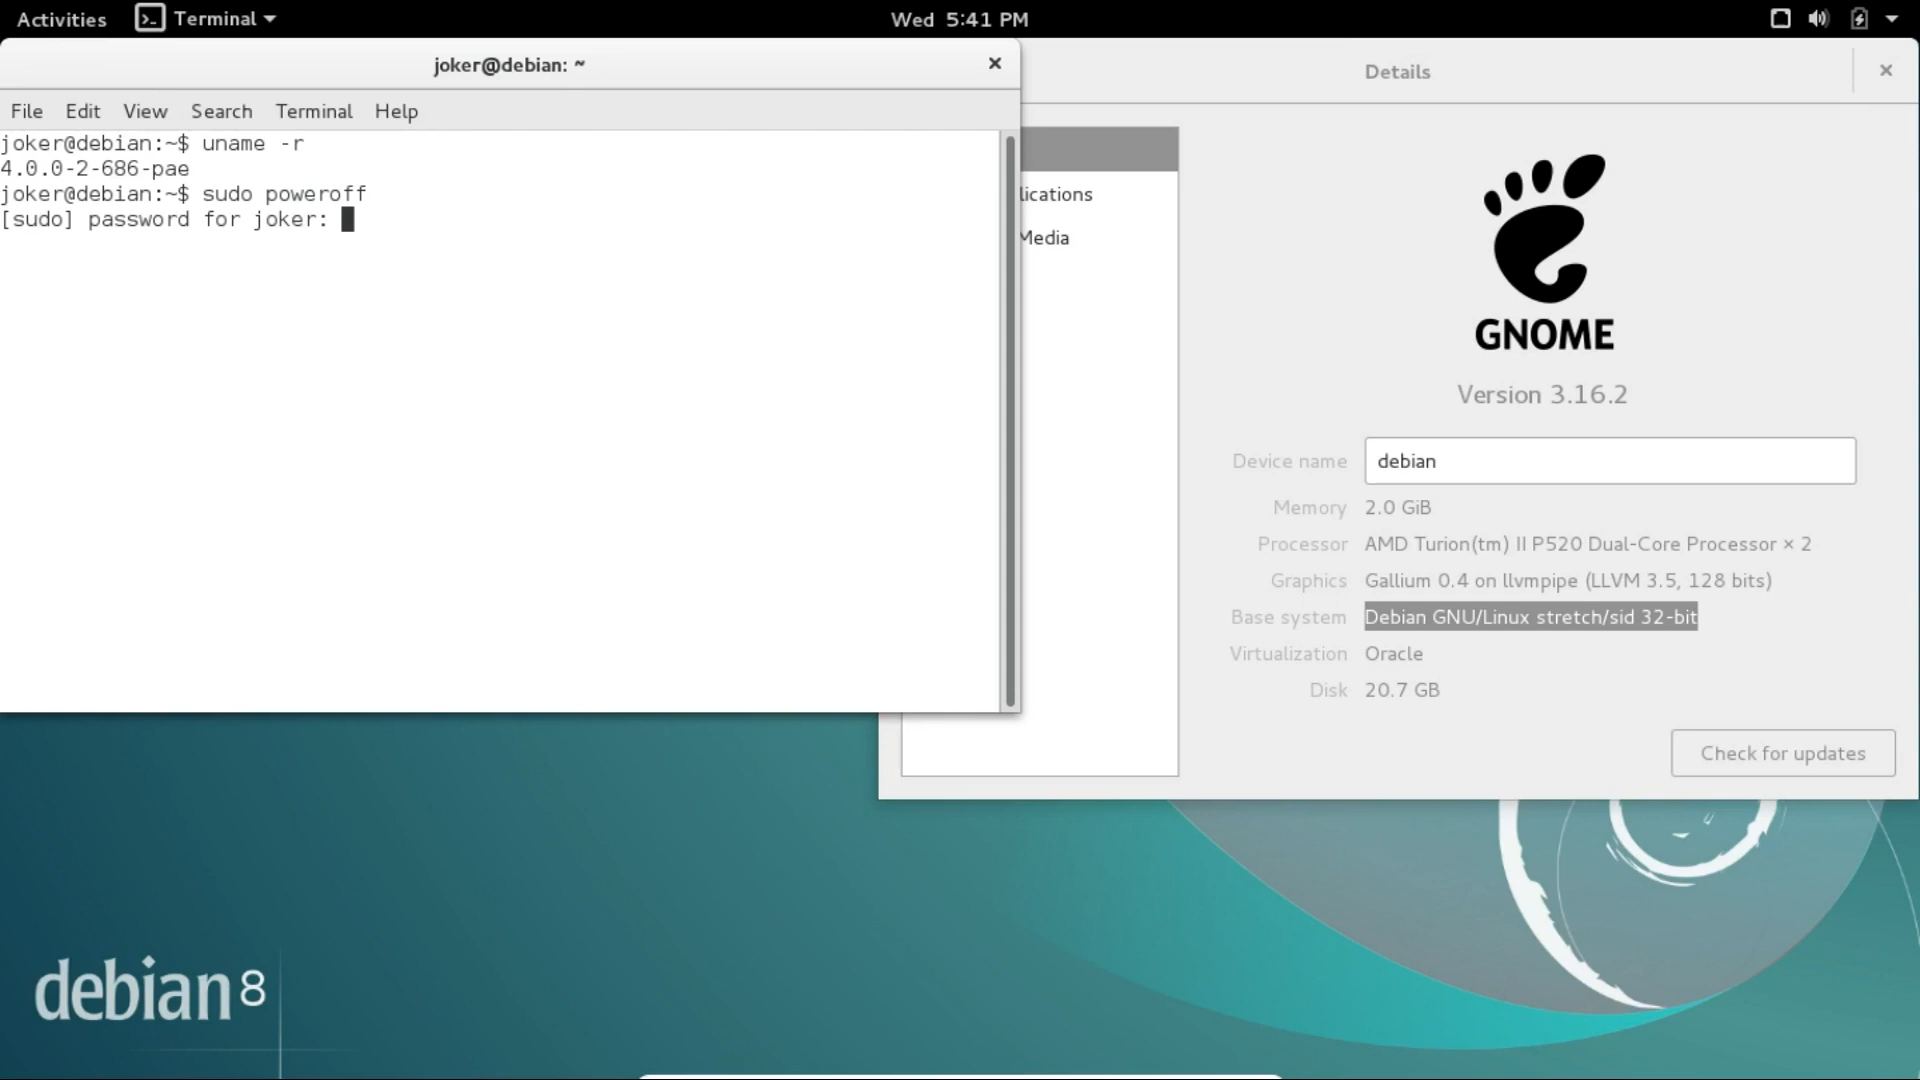 Activities Terminal Wed 5:41 PM
joker@debian: ~
File Edit View Search Terminal Help
joker@debian:~$ uname -r
4.0.0-2-686-pae
joker@debian:~$ sudo poweroff
[sudo] password for joker:
Details
lications
Media
GNOME
Version 3.16.2
Device name debian
Memory 2.0 GiB
Processor AMD Turion(tm) II P520 Dual-Core Processor × 2
Graphics Gallium 0.4 on llvmpipe (LLVM 3.5, 128 bits)
Base system Debian GNU/Linux stretch/sid 32-bit
Virtualization Oracle
Disk 20.7 GB
Check for updates
debian 8